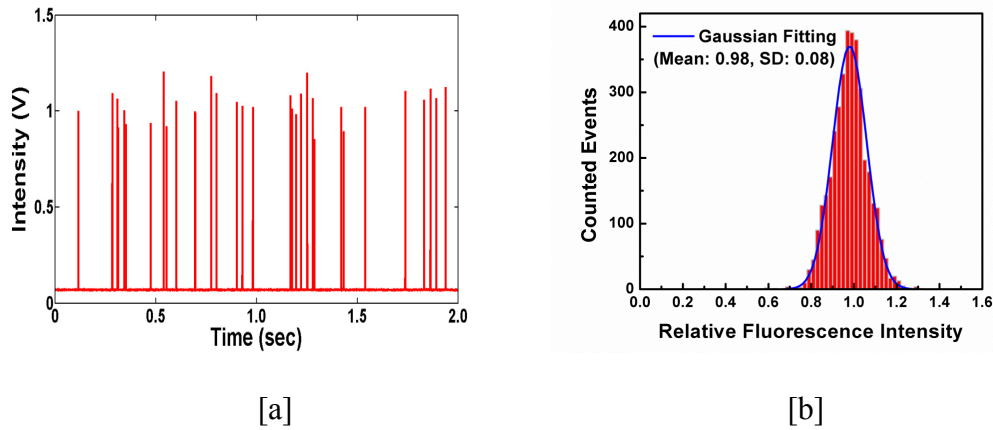 1.5
1
0.5
0
0
0.5
1.0
1.5
2.0
Intensity (V)
Time (sec)
[a]
400
300
200
100
0
0.0 0.2 0.4 0.6 0.8 1.0 1.2 1.4 1.6
Counted Events
Gaussian Fitting
(Mean: 0.98, SD: 0.08)
Relative Fluorescence Intensity
[b]